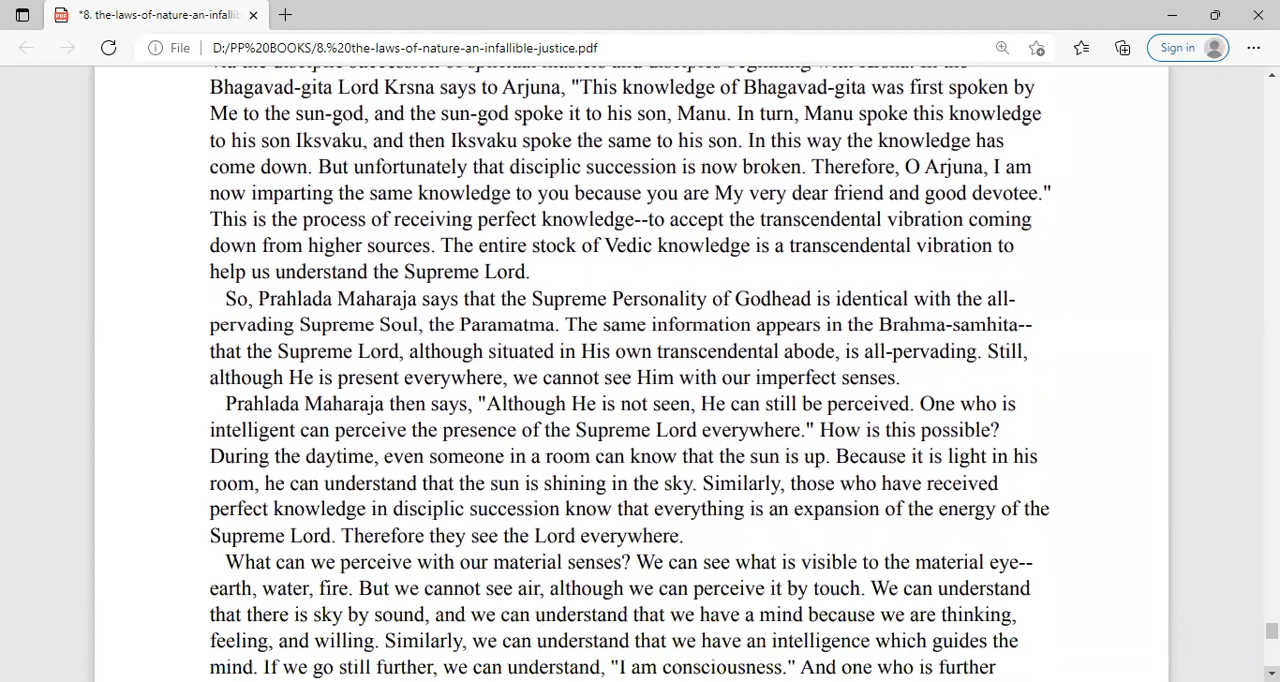 *8. the-laws-of-nature-an-infallib
File
D:/PP%20BOOKS/8.%20the-laws-of-nature-an-infallible-justice.pdf
Sign in
Bhagavad-gita Lord Krsna says to Arjuna, "This knowledge of Bhagavad-gita was first spoken by
Me to the sun-god, and the sun-god spoke it to his son, Manu. In turn, Manu spoke this knowledge
to his son Iksvaku, and then Iksvaku spoke the same to his son. In this way the knowledge has
come down. But unfortunately that disciplic succession is now broken. Therefore, O Arjuna, I am
now imparting the same knowledge to you because you are My very dear friend and good devotee."
This is the process of receiving perfect knowledge--to accept the transcendental vibration coming
down from higher sources. The entire stock of Vedic knowledge is a transcendental vibration to
help us understand the Supreme Lord.
So, Prahlada Maharaja says that the Supreme Personality of Godhead is identical with the all-
pervading Supreme Soul, the Paramatma. The same information appears in the Brahma-samhita--
that the Supreme Lord, although situated in His own transcendental abode, is all-pervading. Still,
although He is present everywhere, we cannot see Him with our imperfect senses.
Prahlada Maharaja then says, "Although He is not seen, He can still be perceived. One who is
intelligent can perceive the presence of the Supreme Lord everywhere." How is this possible?
During the daytime, even someone in a room can know that the sun is up. Because it is light in his
room, he can understand that the sun is shining in the sky. Similarly, those who have received
perfect knowledge in disciplic succession know that everything is an expansion of the energy of the
Supreme Lord. Therefore they see the Lord everywhere.
What can we perceive with our material senses? We can see what is visible to the material eye--
earth, water, fire. But we cannot see air, although we can perceive it by touch. We can understand
that there is sky by sound, and we can understand that we have a mind because we are thinking,
feeling, and willing. Similarly, we can understand that we have an intelligence which guides the
mind. If we go still further, we can understand, "I am consciousness." And one who is further